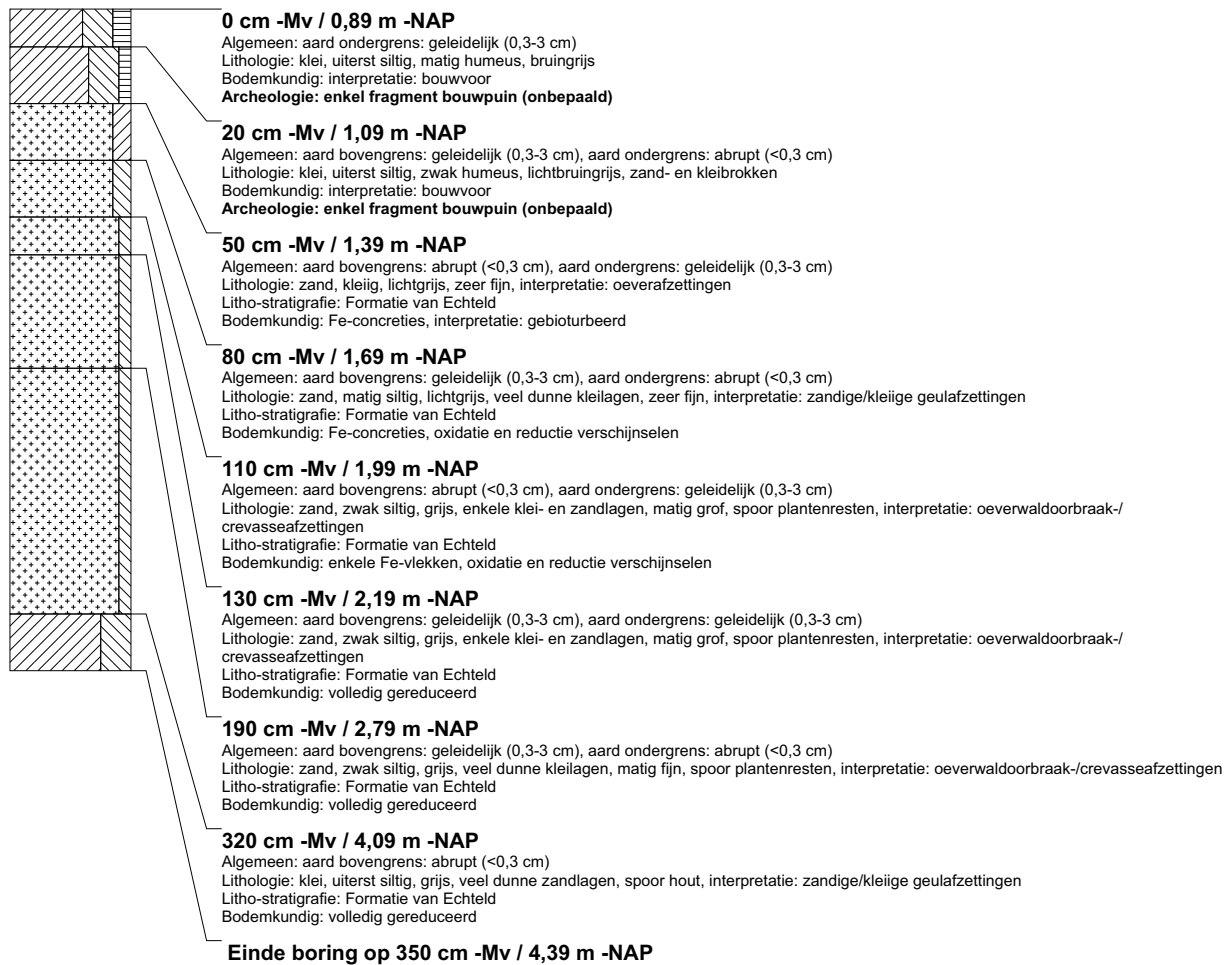 0 cm -Mv / 0,89 m -NAP
Algemeen: aard ondergrens: geleidelijk (0,3-3 cm)
Lithologie: klei, uiterst siltig, matig humeus, bruingrijs
Bodemkundig: interpretatie: bouwvoor
Archeologie: enkel fragment bouwpuin (onbepaald)
20 cm -Mv / 1,09 m -NAP
Algemeen: aard bovengrens: geleidelijk (0,3-3 cm), aard ondergrens: abrupt (<0,3 cm)
Lithologie: klei, uiterst siltig, zwak humeus, lichtbruingrijs, zand- en kleibrokken
Bodemkundig: interpretatie: bouwvoor
Archeologie: enkel fragment bouwpuin (onbepaald)
50 cm -Mv / 1,39 m -NAP
Algemeen: aard bovengrens: abrupt (<0,3 cm), aard ondergrens: geleidelijk (0,3-3 cm)
Lithologie: zand, kleiig, lichtgrijs, zeer fijn, interpretatie: oeverafzettingen
Litho-stratigrafie: Formatie van Echteld
Bodemkundig: Fe-concreties, interpretatie: gebioturbeerd
80 cm -Mv / 1,69 m -NAP
Algemeen: aard bovengrens: geleidelijk (0,3-3 cm), aard ondergrens: abrupt (<0,3 cm)
Lithologie: zand, matig siltig, lichtgrijs, veel dunne kleilagen, zeer fijn, interpretatie: zandige/kleiige geulafzettingen
Litho-stratigrafie: Formatie van Echteld
Bodemkundig: Fe-concreties, oxidatie en reductie verschijnselen
110 cm -Mv / 1,99 m -NAP
Algemeen: aard bovengrens: abrupt (<0,3 cm), aard ondergrens: geleidelijk (0,3-3 cm)
Lithologie: zand, zwak siltig, grijs, enkele klei- en zandlagen, matig grof, spoor plantenresten, interpretatie: oeverwaldoorbraak-/
crevasseafzettingen
Litho-stratigrafie: Formatie van Echteld
Bodemkundig: enkele Fe-vlekken, oxidatie en reductie verschijnselen
130 cm -Mv / 2,19 m -NAP
Algemeen: aard bovengrens: geleidelijk (0,3-3 cm), aard ondergrens: geleidelijk (0,3-3 cm)
Lithologie: zand, zwak siltig, grijs, enkele klei- en zandlagen, matig grof, spoor plantenresten, interpretatie: oeverwaldoorbraak-/
crevasseafzettingen
Litho-stratigrafie: Formatie van Echteld
Bodemkundig: volledig gereduceerd
190 cm -Mv / 2,79 m -NAP
Algemeen: aard bovengrens: geleidelijk (0,3-3 cm), aard ondergrens: abrupt (<0,3 cm)
Lithologie: zand, zwak siltig, grijs, veel dunne kleilagen, matig fijn, spoor plantenresten, interpretatie: oeverwaldoorbraak-/crevasseafzettingen
Litho-stratigrafie: Formatie van Echteld
Bodemkundig: volledig gereduceerd
320 cm -Mv / 4,09 m -NAP
Algemeen: aard bovengrens: abrupt (<0,3 cm)
Lithologie: klei, uiterst siltig, grijs, veel dunne zandlagen, spoor hout, interpretatie: zandige/kleiige geulafzettingen
Litho-stratigrafie: Formatie van Echteld
Bodemkundig: volledig gereduceerd
Einde boring op 350 cm -Mv / 4,39 m -NAP